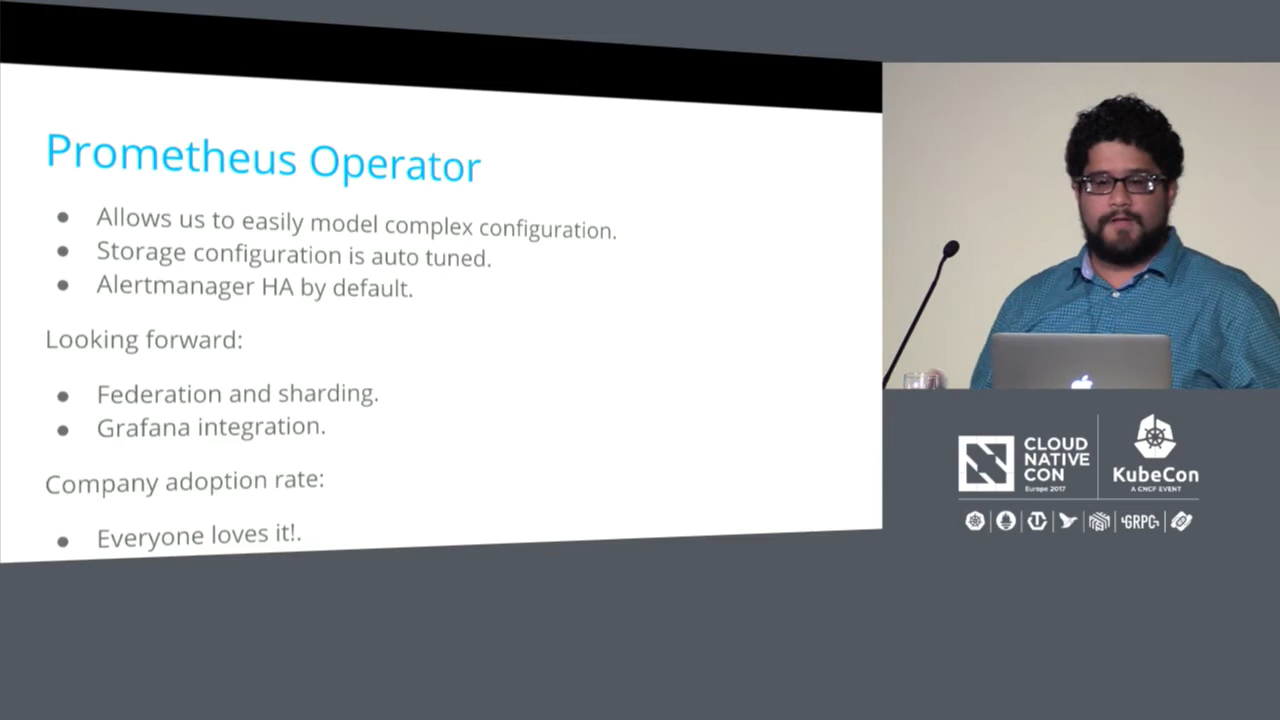 Prometheus Operator
Allows us to easily model complex configuration.
Storage configuration is auto tuned.
Alertmanager HA by default.
Looking forward:
Federation and sharding.
Grafana integration.
Company adoption rate:
Everyone loves it!.
CLOUD
NATIVE
CON
Europe 2017
KubeCon
A CNCF EVENT
GRPC